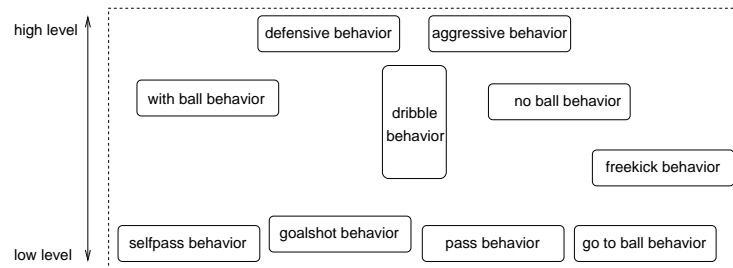 high level
defensive behavior
aggressive behavior
with ball behavior
dribble
behavior
no ball behavior
freekick behavior
selfpass behavior
goalshot behavior
pass behavior
go to ball behavior
low level